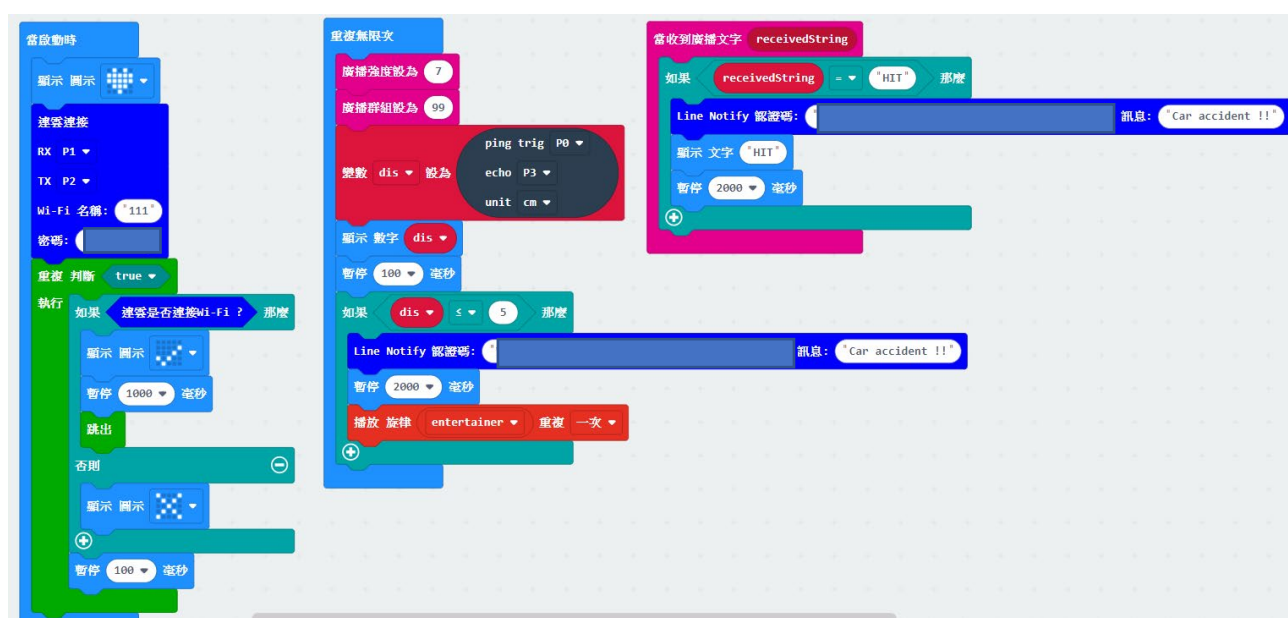 當啟動時
顯示 圖示
連雲連接
RX P1
TX P2
Wi-Fi 名稱: "111"
密碼:
重複 判斷 true
執行
如果 連雲是否連接Wi-Fi ? 那麼
顯示 圖示
暫停 1000 毫秒
跳出
否則
顯示 圖示
暫停 100 毫秒
重複無限次
廣播強度設為 7
廣播群組設為 99
變數 dis 設為 ping trig P0
echo P3
unit cm
顯示 數字 dis
暫停 100 毫秒
如果 dis ≤ 5 那麼
Line Notify 認證碼: " 訊息: "Car accident !!"
暫停 2000 毫秒
播放 旋律 entertainer 重複 一次
當收到廣播文字 receivedString
如果 receivedString = "HIT" 那麼
Line Notify 認證碼: " 訊息: "Car accident !!"
顯示 文字 "HIT"
暫停 2000 毫秒